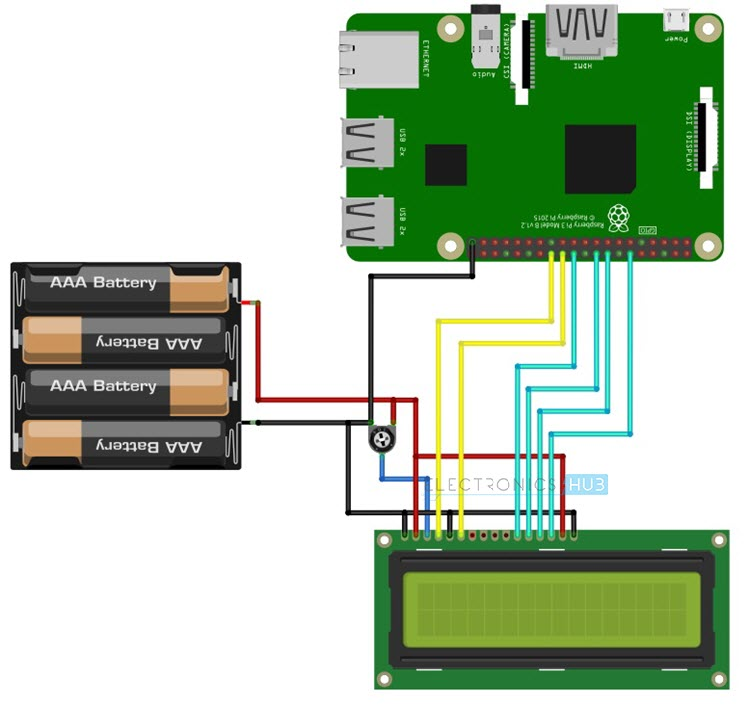 ETHERNET
Audio
CSI (CAMERA)
HDMI
Power
USB 2x
DSI (DISPLAY)
USB 2x
Raspberry Pi 3 Model B v1.2
© Raspberry Pi 2015
GPIO
AAA Battery
AAA Battery
AAA Battery
AAA Battery
ELECTRONICS HUB